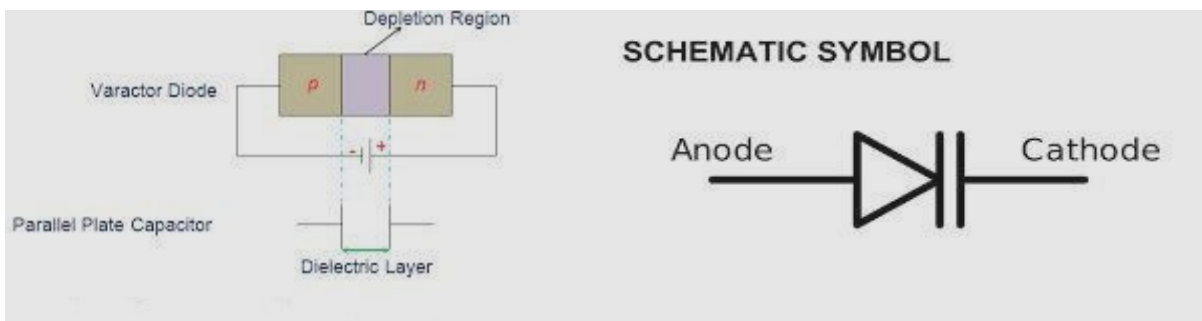 Depletion Region
Varactor Diode
p
n
- +
Parallel Plate Capacitor
Dielectric Layer
SCHEMATIC SYMBOL
Anode
Cathode